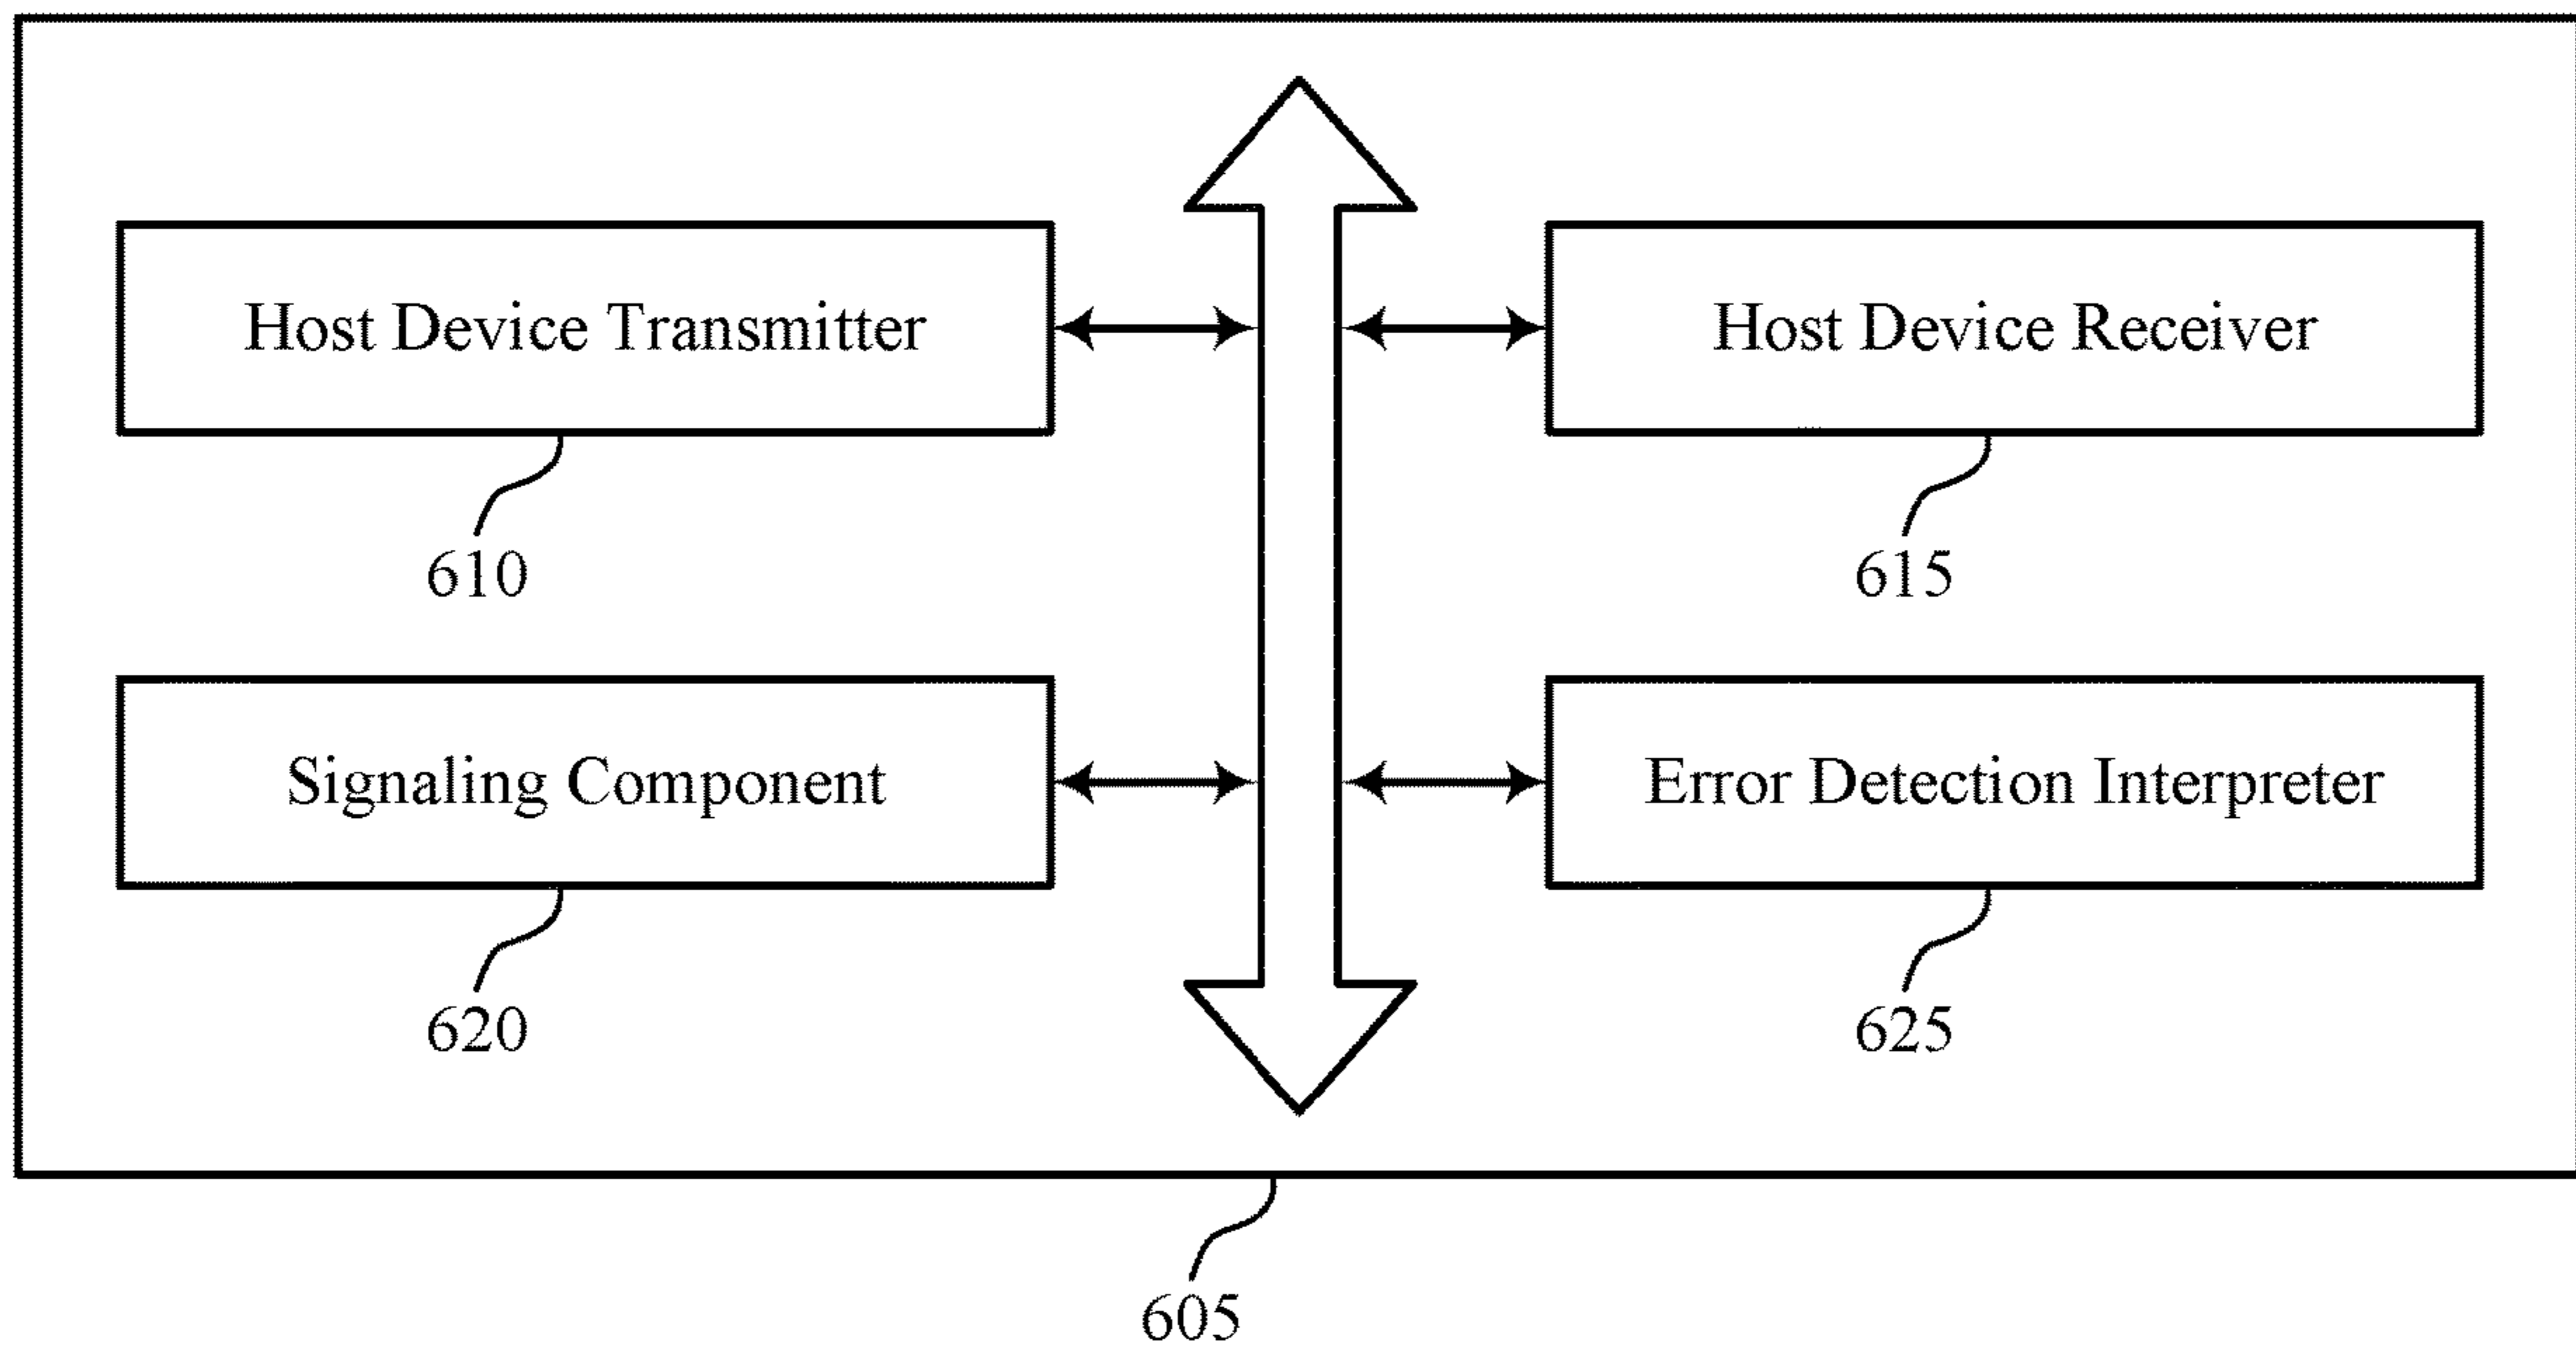 Host Device Transmitter
610
Host Device Receiver
615
Signaling Component
620
Error Detection Interpreter
625
605